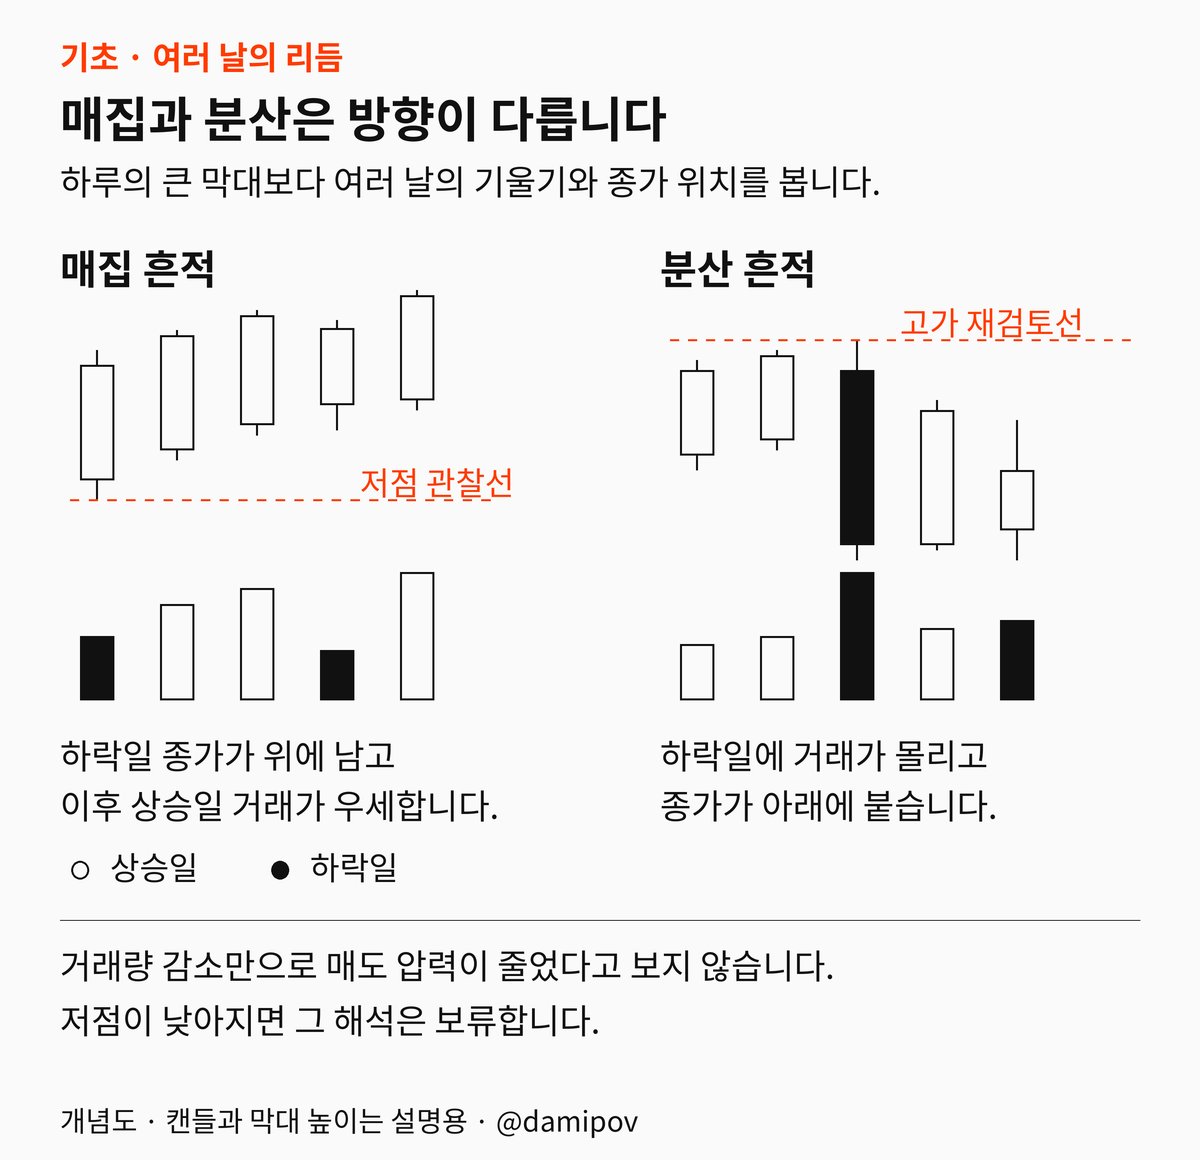 기초 · 여러 날의 리듬
매집과 분산은 방향이 다릅니다
하루의 큰 막대보다 여러 날의 기울기와 종가 위치를 봅니다.
매집 흔적
저점 관찰선
하락일 종가가 위에 남고
이후 상승일 거래가 우세합니다.
분산 흔적
고가 재검토선
하락일에 거래가 몰리고
종가가 아래에 붙습니다.
상승일
하락일
거래량 감소만으로 매도 압력이 줄었다고 보지 않습니다.
저점이 낮아지면 그 해석은 보류합니다.
개념도 · 캔들과 막대 높이는 설명용 · @damipov